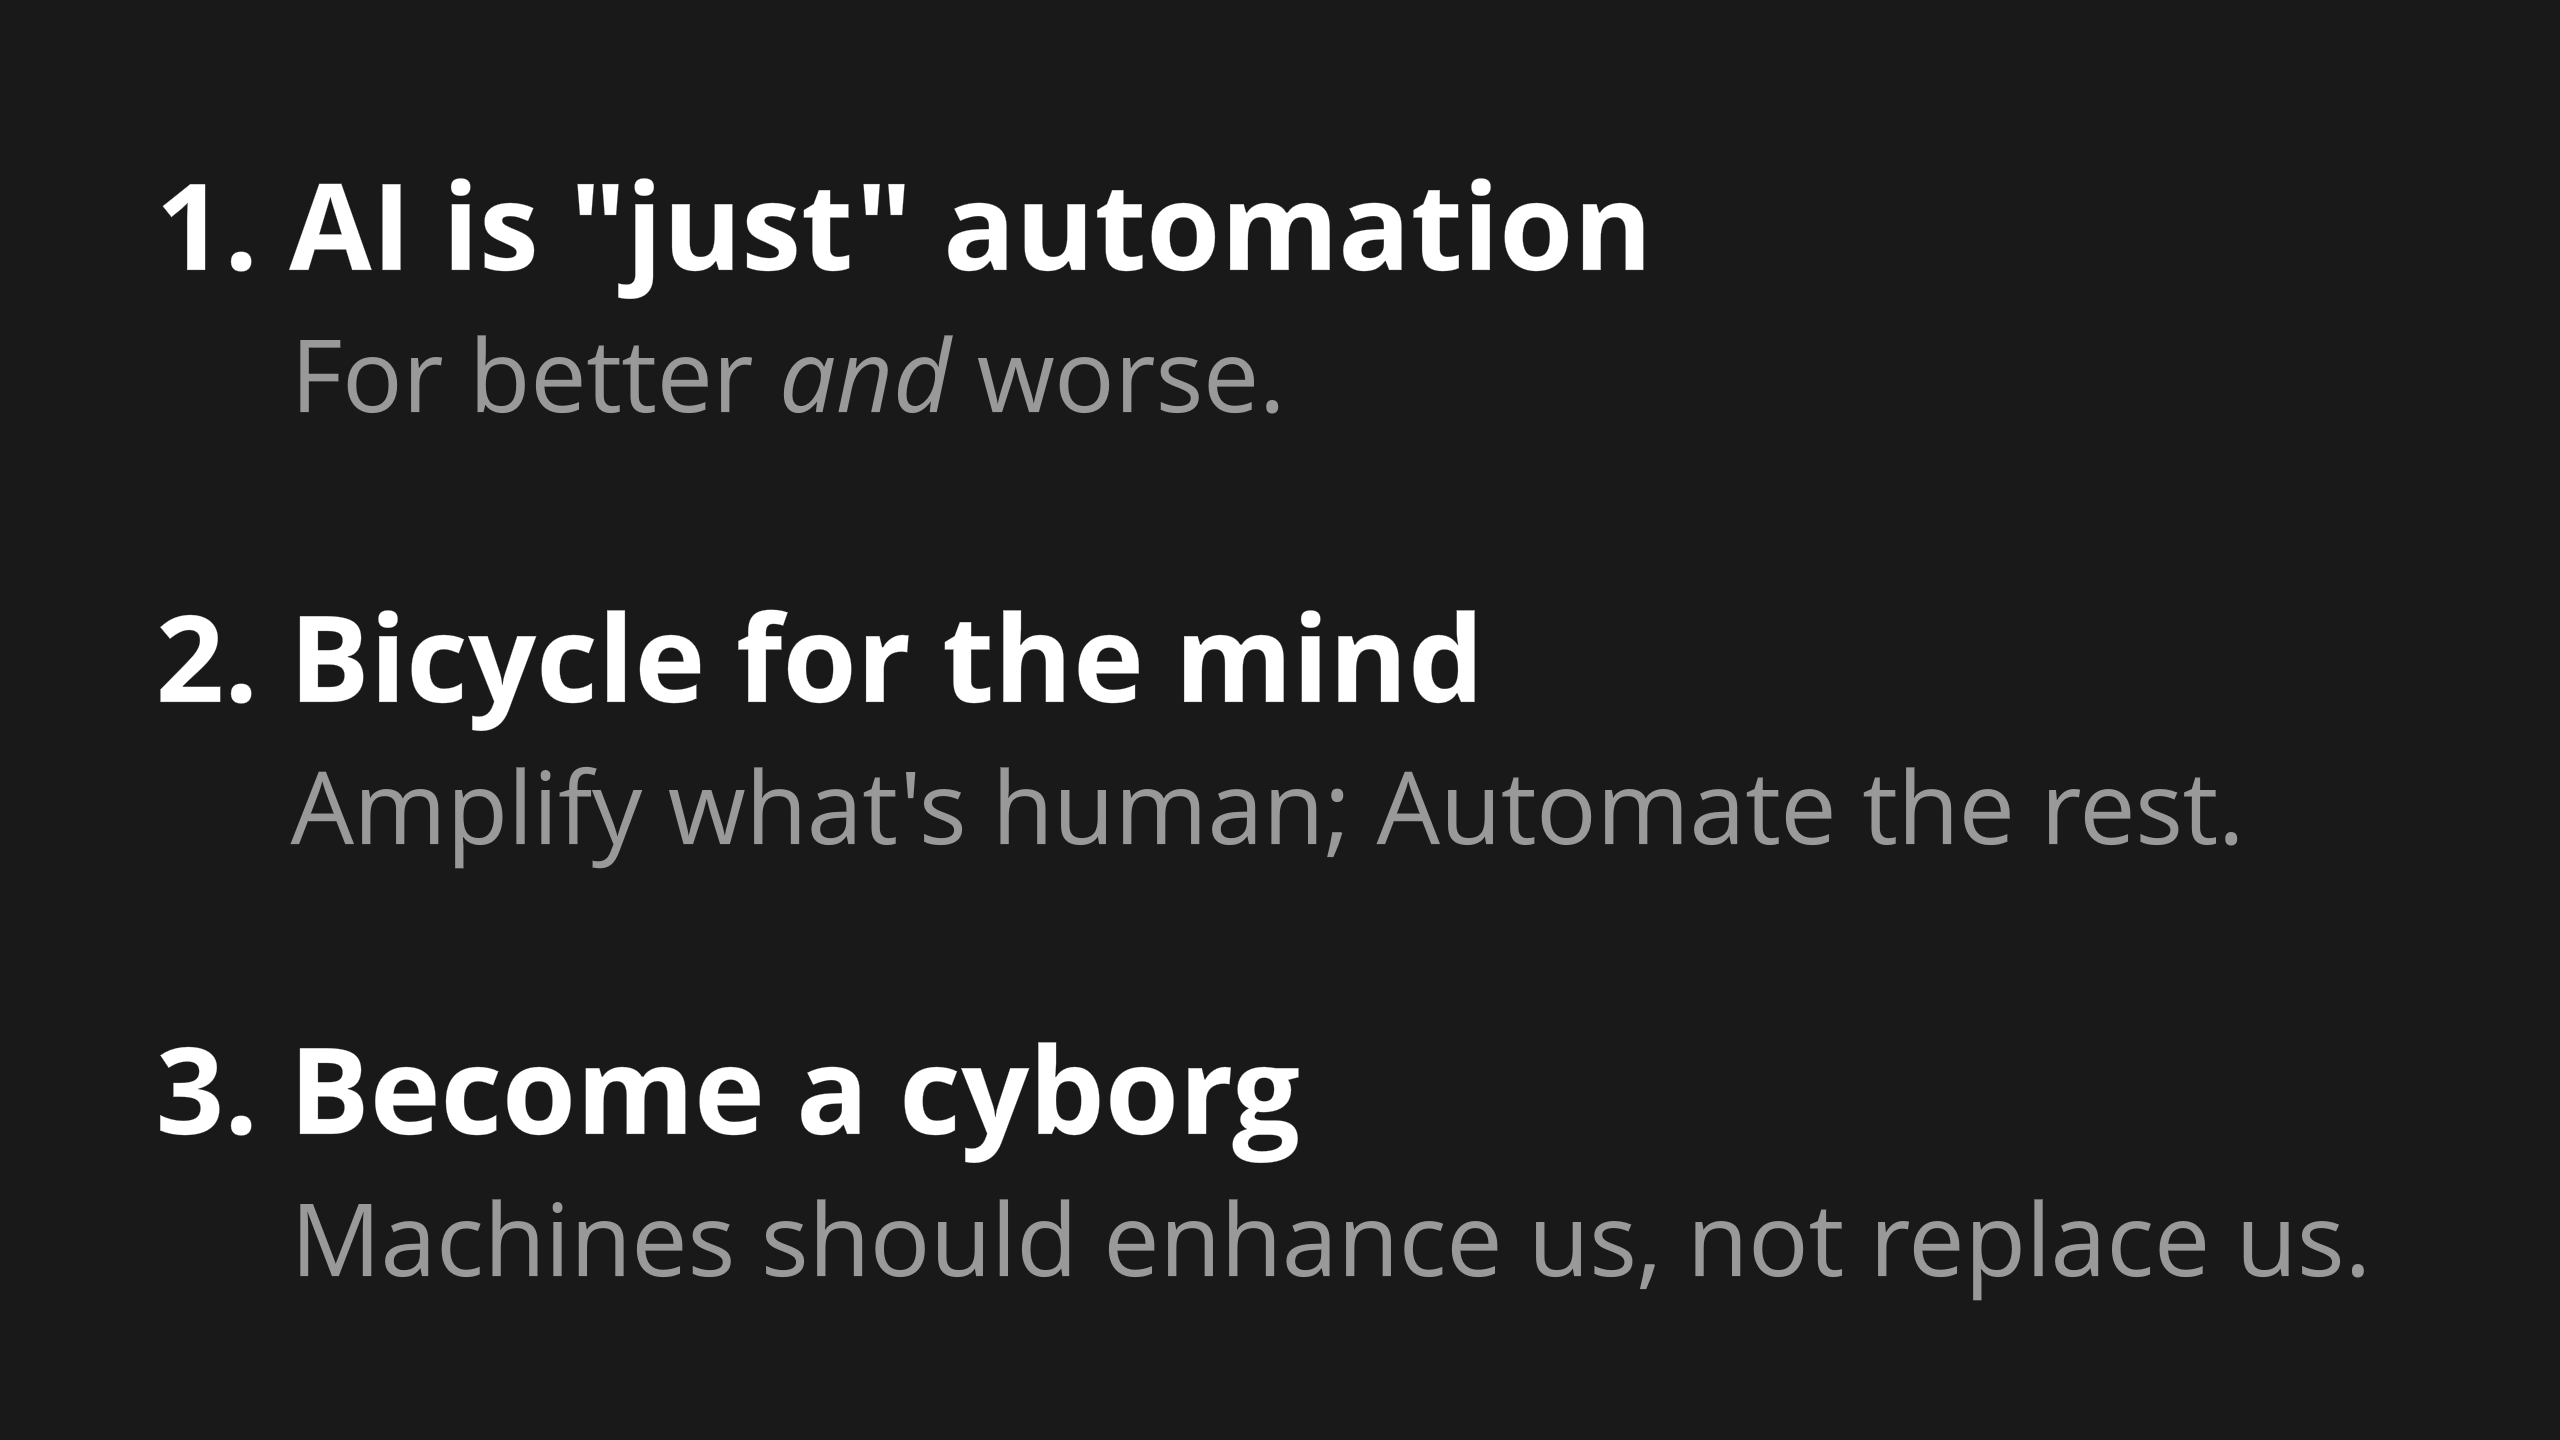 1. AI is "just" automation
For better and worse.
2. Bicycle for the mind
Amplify what's human; Automate the rest.
3. Become a cyborg
Machines should enhance us, not replace us.